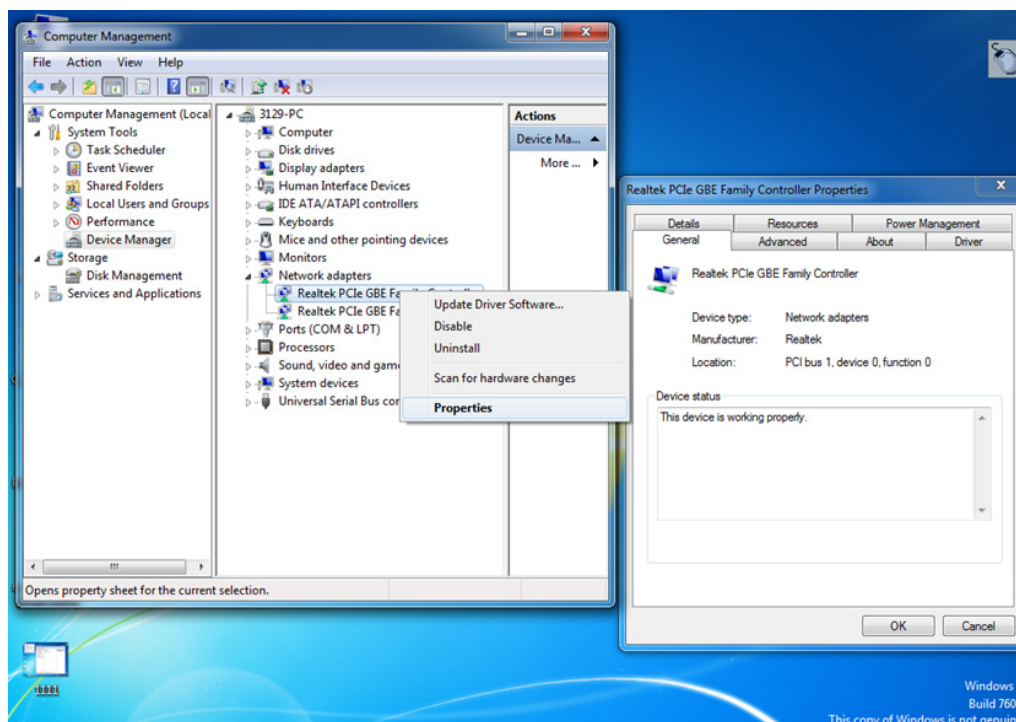 Computer Management
File Action View Help
Computer Management (Local
System Tools
Task Scheduler
Event Viewer
Shared Folders
Local Users and Groups
Performance
Device Manager
Storage
Disk Management
Services and Applications
3129-PC
Computer
Disk drives
Display adapters
Human Interface Devices
IDE ATA/ATAPI controllers
Keyboards
Mice and other pointing devices
Monitors
Network adapters
Realtek PCIe GBE Family Controll
Realtek PCIe GBE Fa
Ports (COM & LPT)
Processors
Sound, video and gam
System devices
Universal Serial Bus cor
Update Driver Software...
Disable
Uninstall
Scan for hardware changes
Properties
Actions
Device Ma...
More ...
Opens property sheet for the current selection.
Realtek PCIe GBE Family Controller Properties
Details Resources Power Management
General Advanced About Driver
Realtek PCIe GBE Family Controller
Device type: Network adapters
Manufacturer: Realtek
Location: PCI bus 1, device 0, function 0
Device status
This device is working properly.
OK Cancel
Windows
Build 760
This copy of Windows is not genuin